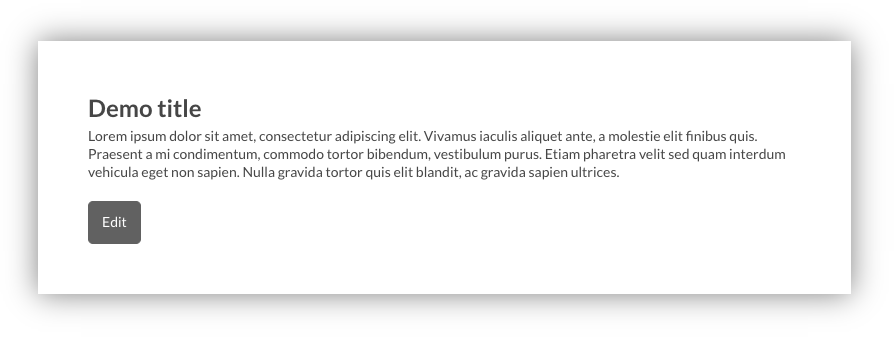 Demo title
Lorem ipsum dolor sit amet, consectetur adipiscing elit. Vivamus iaculis aliquet ante, a molestie elit finibus quis.
Praesent a mi condimentum, commodo tortor bibendum, vestibulum purus. Etiam pharetra velit sed quam interdum
vehicula eget non sapien. Nulla gravida tortor quis elit blandit, ac gravida sapien ultrices.
Edit